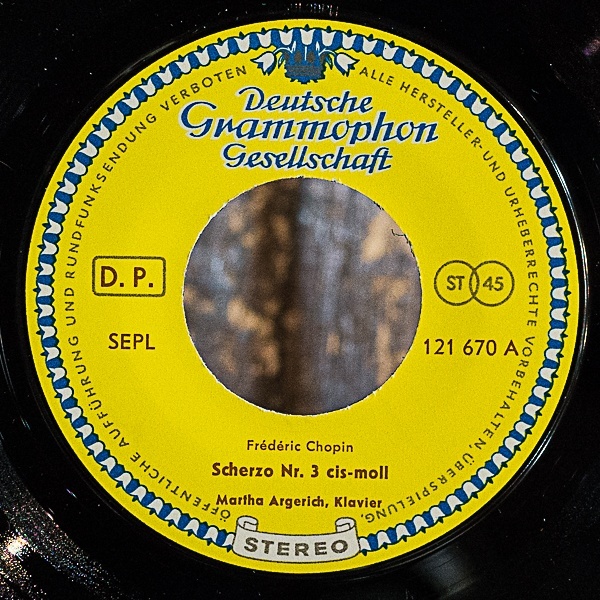 ALLE HERSTELLER- UND URHEBERRECHTE VORBEHALTEN, ÜBERSPIELUNG,
ÖFFENTLICHE AUFFÜHRUNG UND RUNDFUNKSENDUNG VERBOTEN
Deutsche
Grammophon
Gesellschaft
D. P.
ST 45
SEPL
121 670 A
Frédéric Chopin
Scherzo Nr. 3 cis-moll
Martha Argerich, Klavier
STEREO